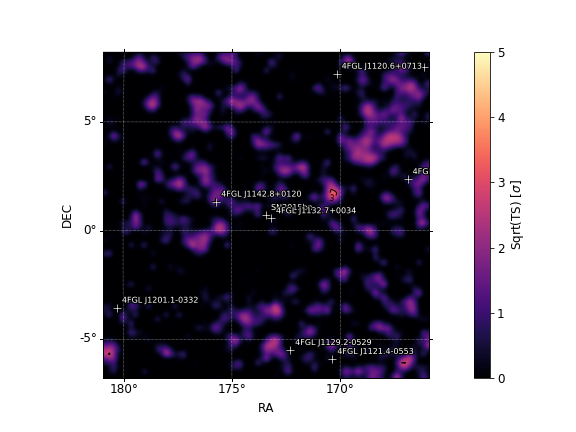 4FGL J1120.6+0713
4FG
4FGL J1142.8+0120
4FGL J1132.7+0034
4FGL J1201.1-0332
4FGL J1129.2-0529
4FGL J1121.4-0553
5°
0°
-5°
180°
175°
170°
RA
DEC
5
4
3
2
1
0
Sqrt(TS) [σ]